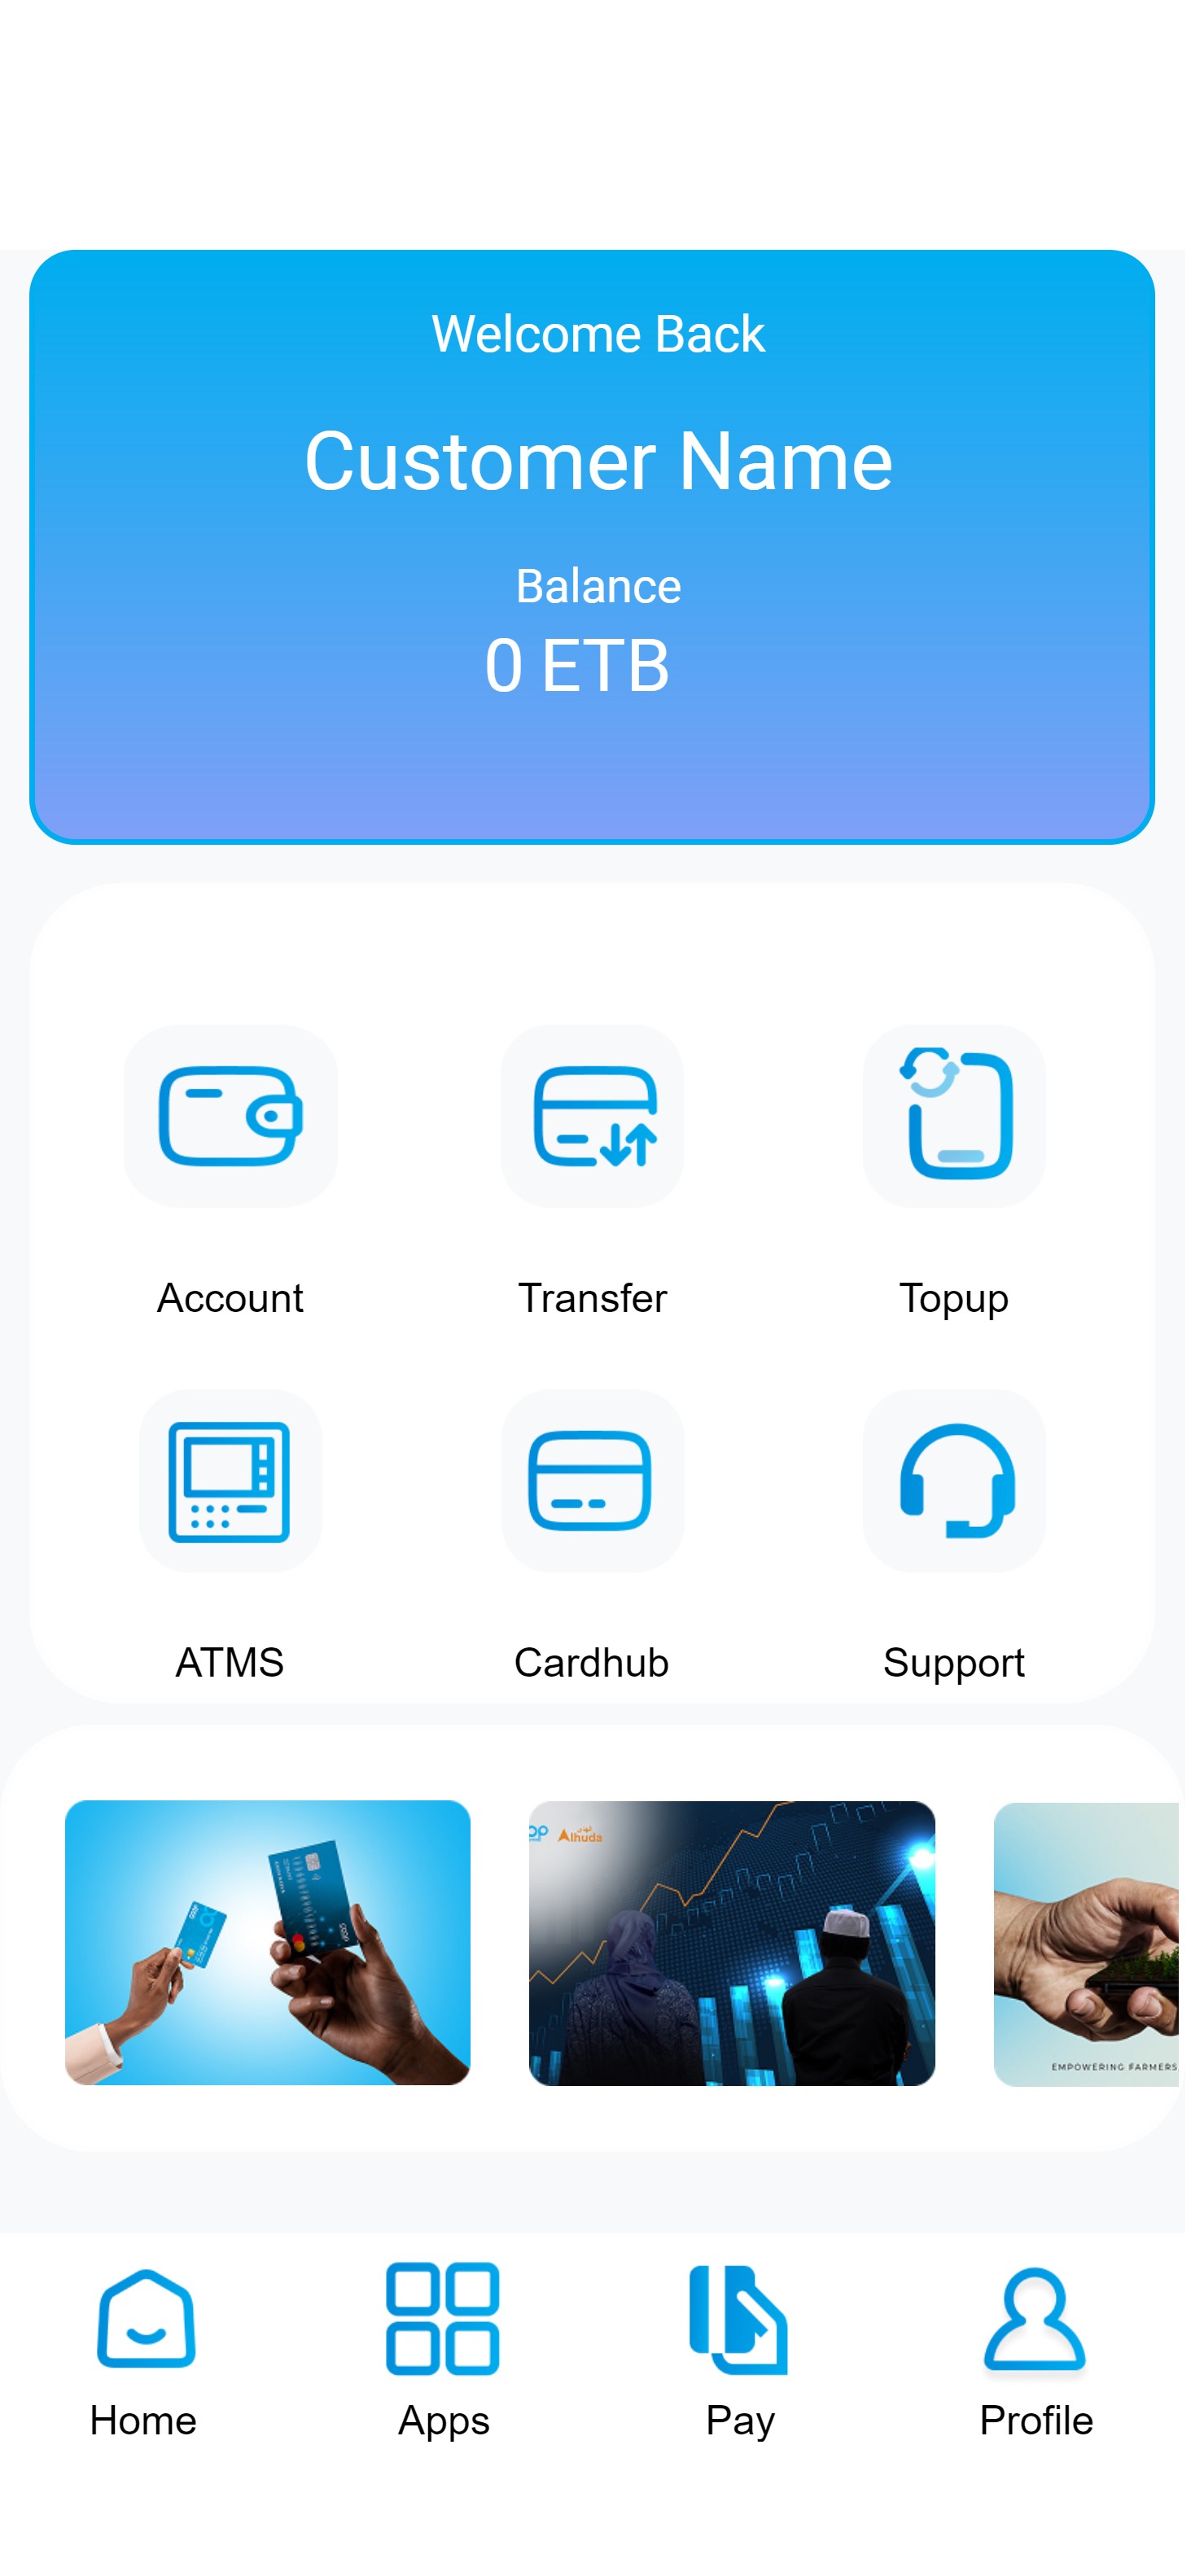 Welcome Back
Customer Name
Balance
0 ETB
Account
Transfer
Topup
ATMS
Cardhub
Support
Alhuda
EMPOWERING FARMERS
Home
Apps
Pay
Profile